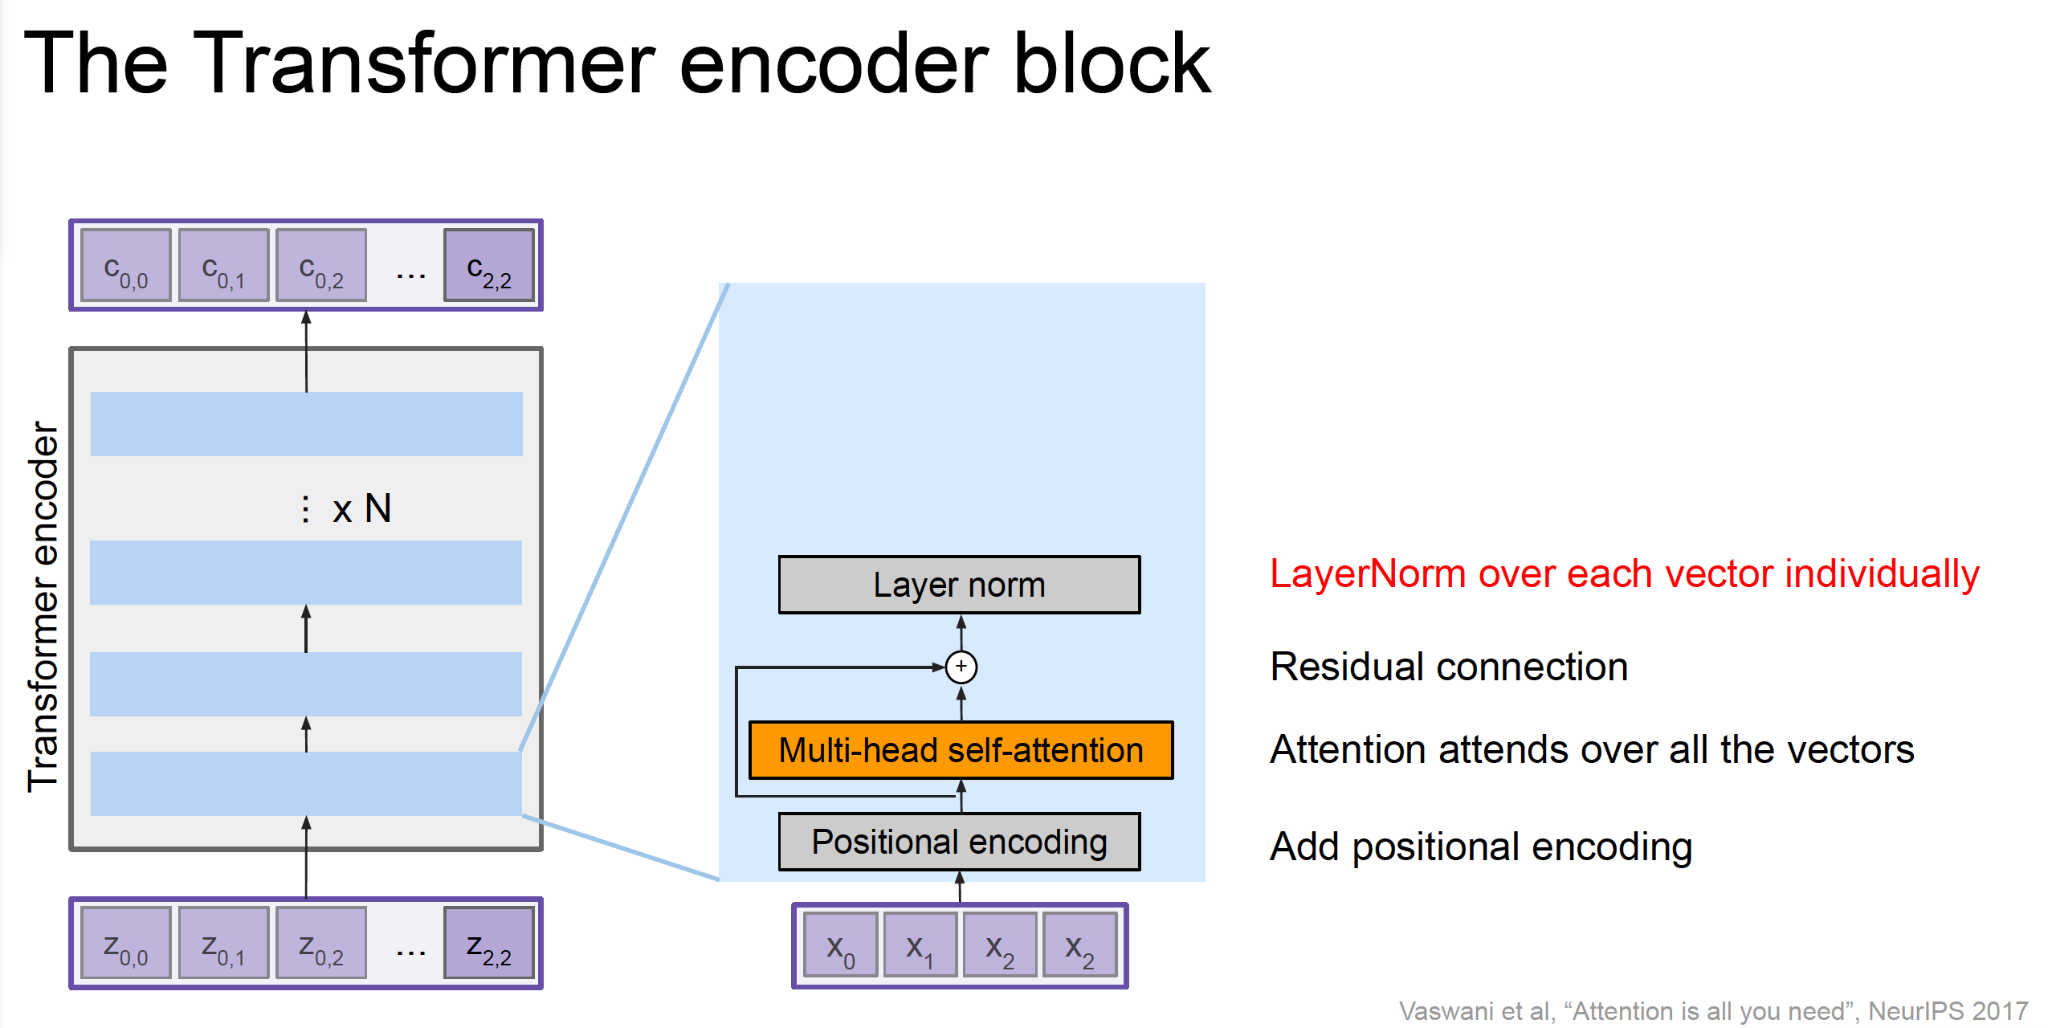 The Transformer encoder block
c0,0 c0,1 c0,2 ... c2,2
Transformer encoder
⋮ x N
z0,0 z0,1 z0,2 ... z2,2
Layer norm
+
Multi-head self-attention
Positional encoding
x0 x1 x2 x2
LayerNorm over each vector individually
Residual connection
Attention attends over all the vectors
Add positional encoding
Vaswani et al, “Attention is all you need”, NeurIPS 2017